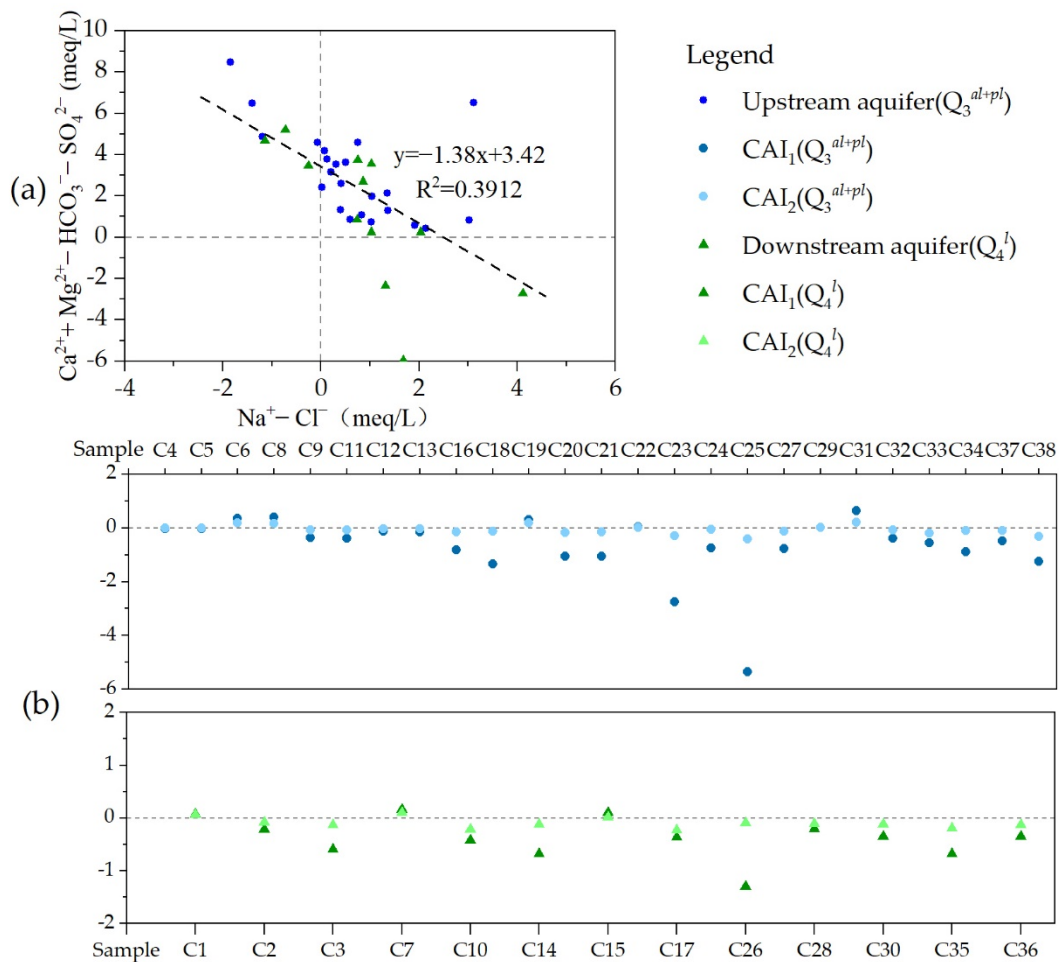 (a)
Ca²⁺+ Mg²⁺− HCO₃⁻− SO₄²⁻ (meq/L)
10
8
6
4
2
0
-2
-4
-6
y=−1.38x+3.42
R²=0.3912
-4 -2 0 2 4 6
Na⁺− Cl⁻ (meq/L)
Legend
Upstream aquifer(Q₃ᵃˡ⁺ᵖˡ)
CAI₁(Q₃ᵃˡ⁺ᵖˡ)
CAI₂(Q₃ᵃˡ⁺ᵖˡ)
Downstream aquifer(Q₄ˡ)
CAI₁(Q₄ˡ)
CAI₂(Q₄ˡ)
(b)
Sample C4 C5 C6 C8 C9 C11 C12 C13 C16 C18 C19 C20 C21 C22 C23 C24 C25 C27 C29 C31 C32 C33 C34 C37 C38
2
0
-2
-4
-6
2
1
0
-1
-2
Sample C1 C2 C3 C7 C10 C14 C15 C17 C26 C28 C30 C35 C36